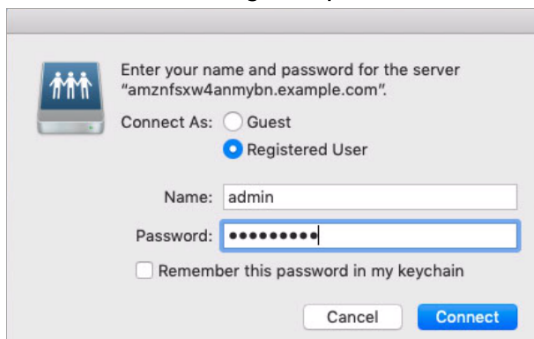 Enter your name and password for the server
“amznfsxw4anmybn.example.com”.
Connect As: Guest
Registered User
Name: admin
Password: •••••••••
Remember this password in my keychain
Cancel Connect